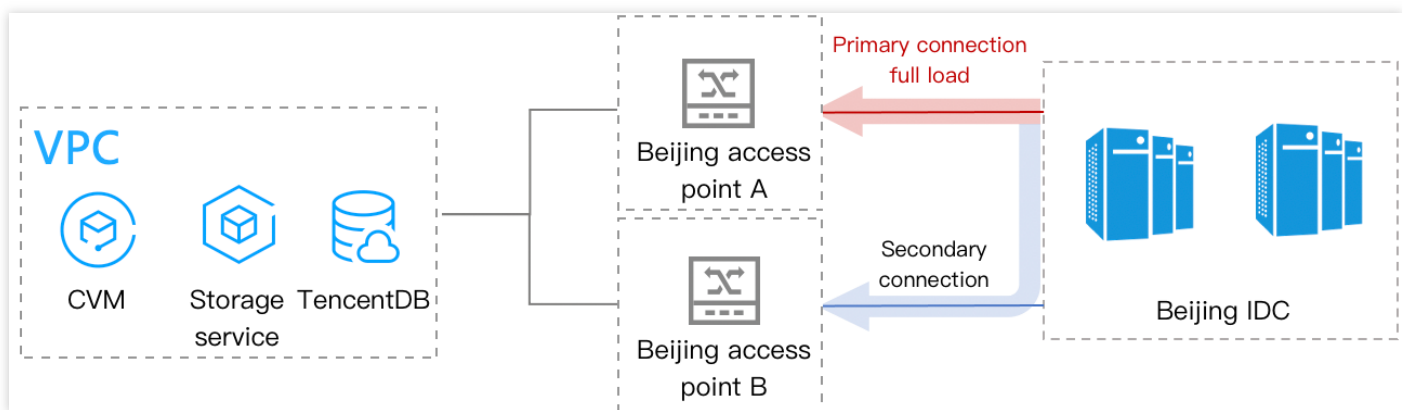 VPC
CVM
Storage
service
TencentDB
Beijing access
point A
Beijing access
point B
Primary connection
full load
Secondary
connection
Beijing IDC